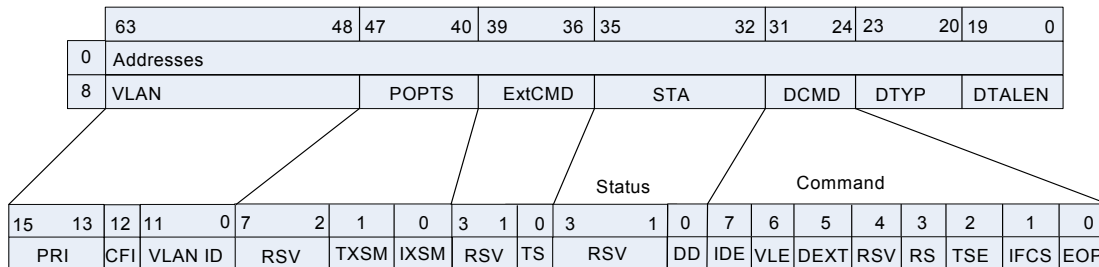 63 48 47 40 39 36 35 32 31 24 23 20 19 0
0 Addresses
8 VLAN POPTS ExtCMD STA DCMD DTYP DTALEN
Status Command
15 13 12 11 0 7 2 1 0 3 1 0 3 1 0 7 6 5 4 3 2 1 0
PRI CFI VLAN ID RSV TXSM IXSM RSV TS RSV DD IDE VLE DEXT RSV RS TSE IFCS EOP